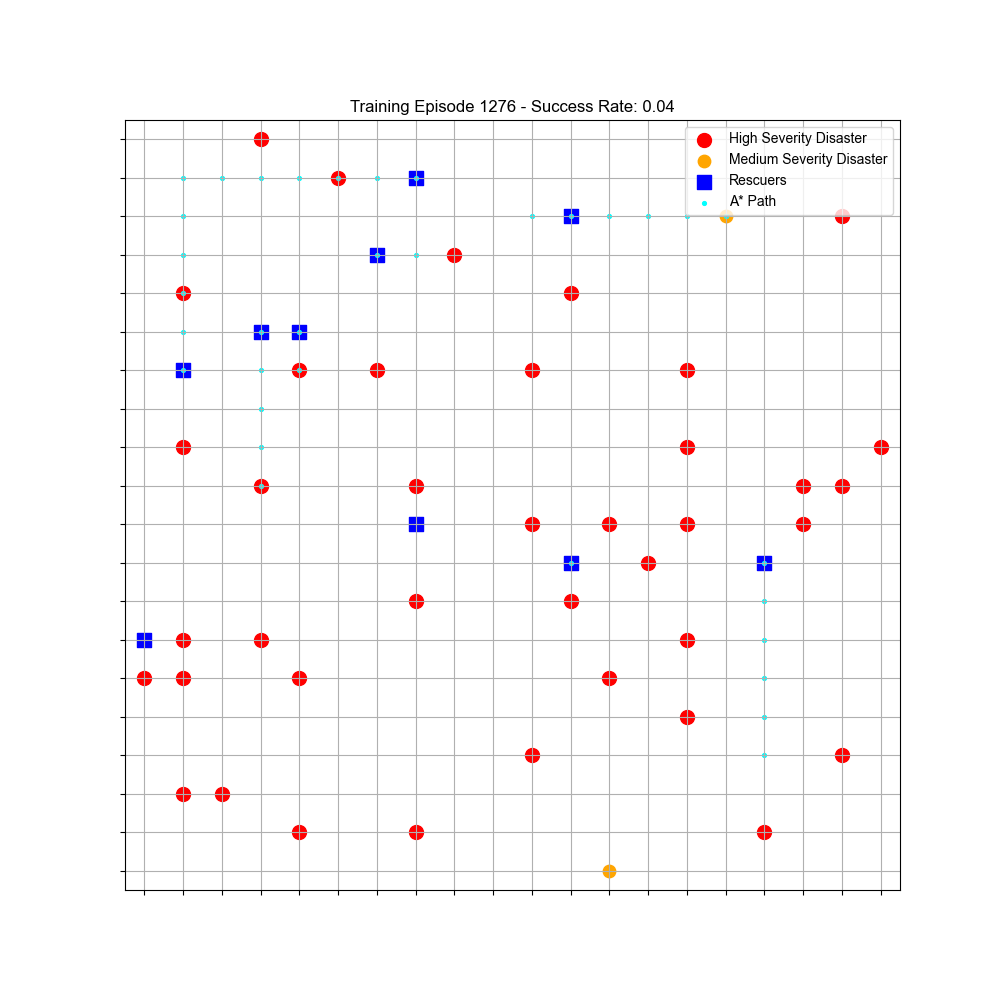 Training Episode 1276 - Success Rate: 0.04
High Severity Disaster
Medium Severity Disaster
Rescuers
A* Path